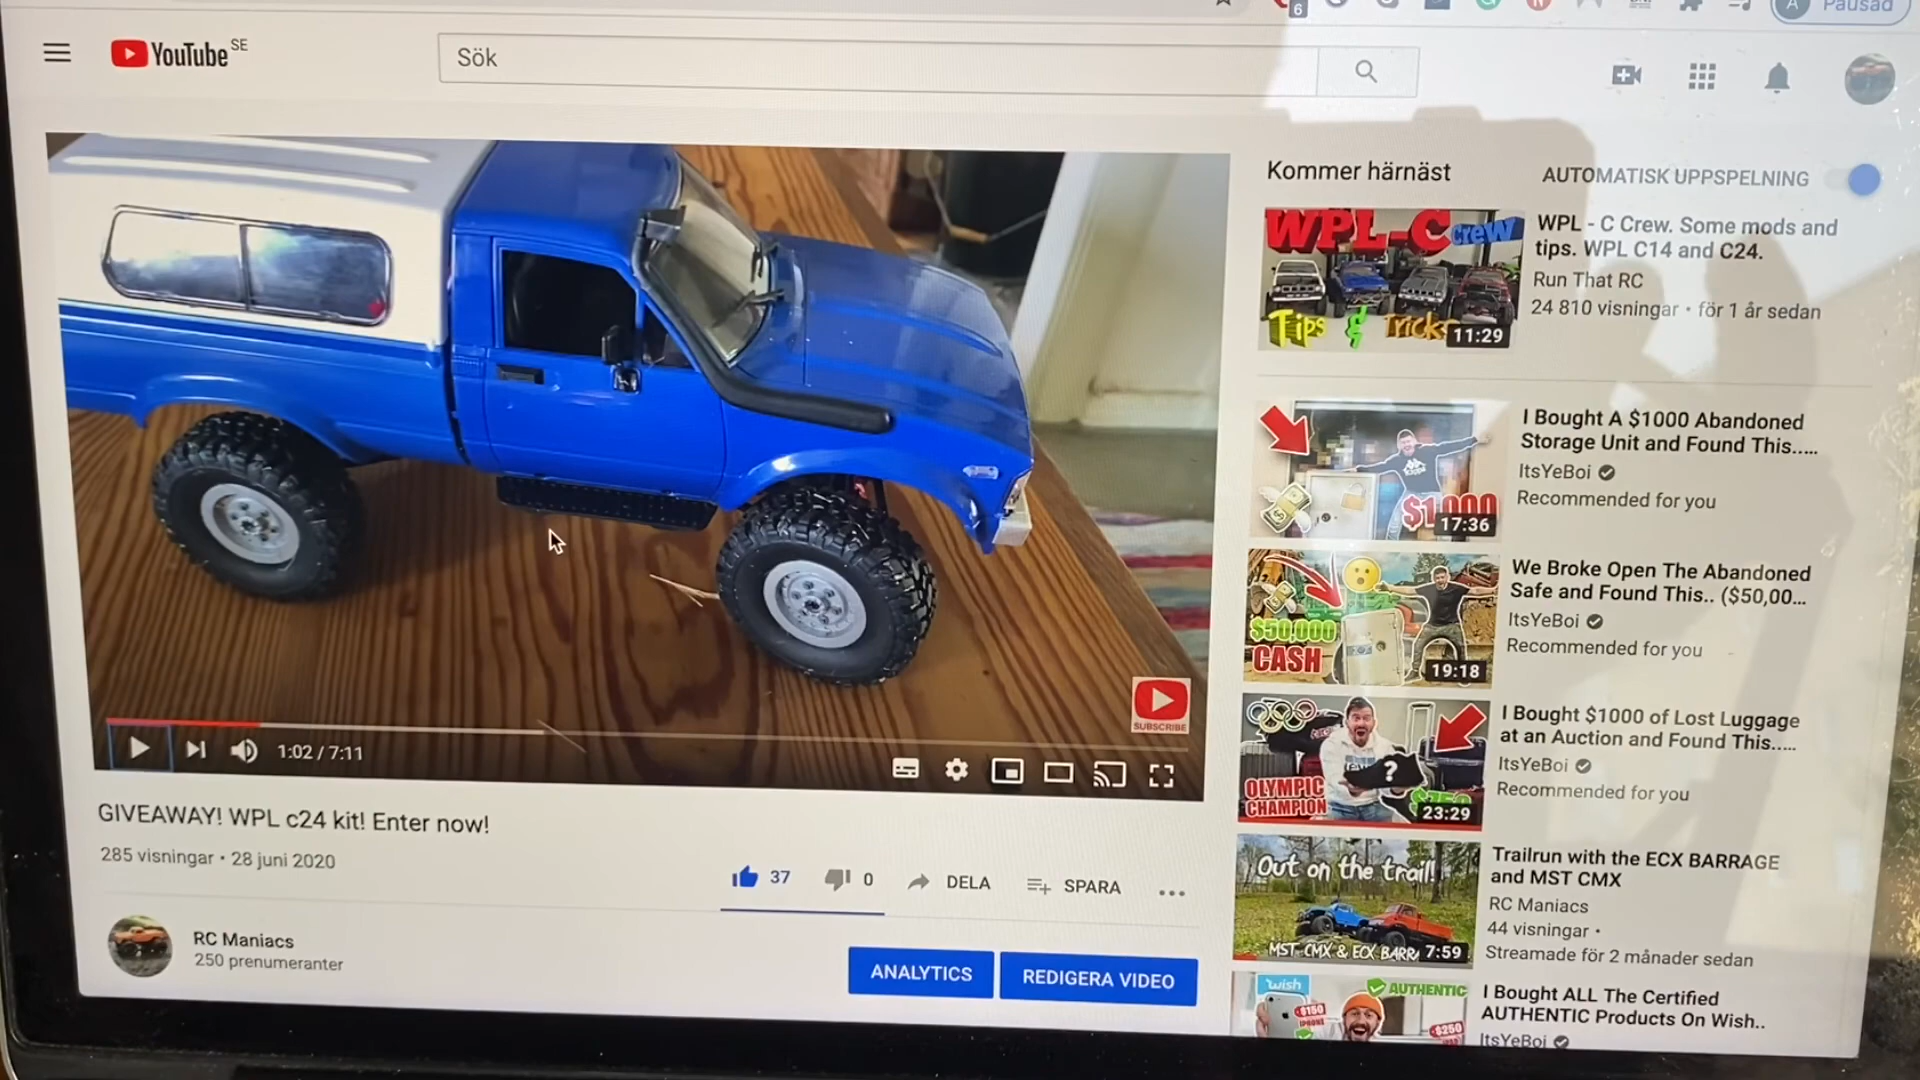 6
A
Pausad
YouTube SE
Sök
SUBSCRIBE
1:02 / 7:11
GIVEAWAY! WPL c24 kit! Enter now!
285 visningar • 28 juni 2020
37
0
DELA
SPARA
RC Maniacs
250 prenumeranter
ANALYTICS
REDIGERA VIDEO
Kommer härnäst
AUTOMATISK UPPSPELNING
WPL-C Crew
Tips & Tricks
11:29
WPL - C Crew. Some mods and
tips. WPL C14 and C24.
Run That RC
24 810 visningar • för 1 år sedan
$1000
17:36
I Bought A $1000 Abandoned
Storage Unit and Found This.....
ItsYeBoi
Recommended for you
$50,000
CASH
19:18
We Broke Open The Abandoned
Safe and Found This.. ($50,00...
ItsYeBoi
Recommended for you
?
OLYMPIC
CHAMPION
23:29
I Bought $1000 of Lost Luggage
at an Auction and Found This.....
ItsYeBoi
Recommended for you
Out on the trail!
MST CMX & ECX BARRA
7:59
Trailrun with the ECX BARRAGE
and MST CMX
RC Maniacs
44 visningar •
Streamade för 2 månader sedan
wish
AUTHENTIC
$150
IPHONE
$250
I Bought ALL The Certified
AUTHENTIC Products On Wish..
ItsYeBoi